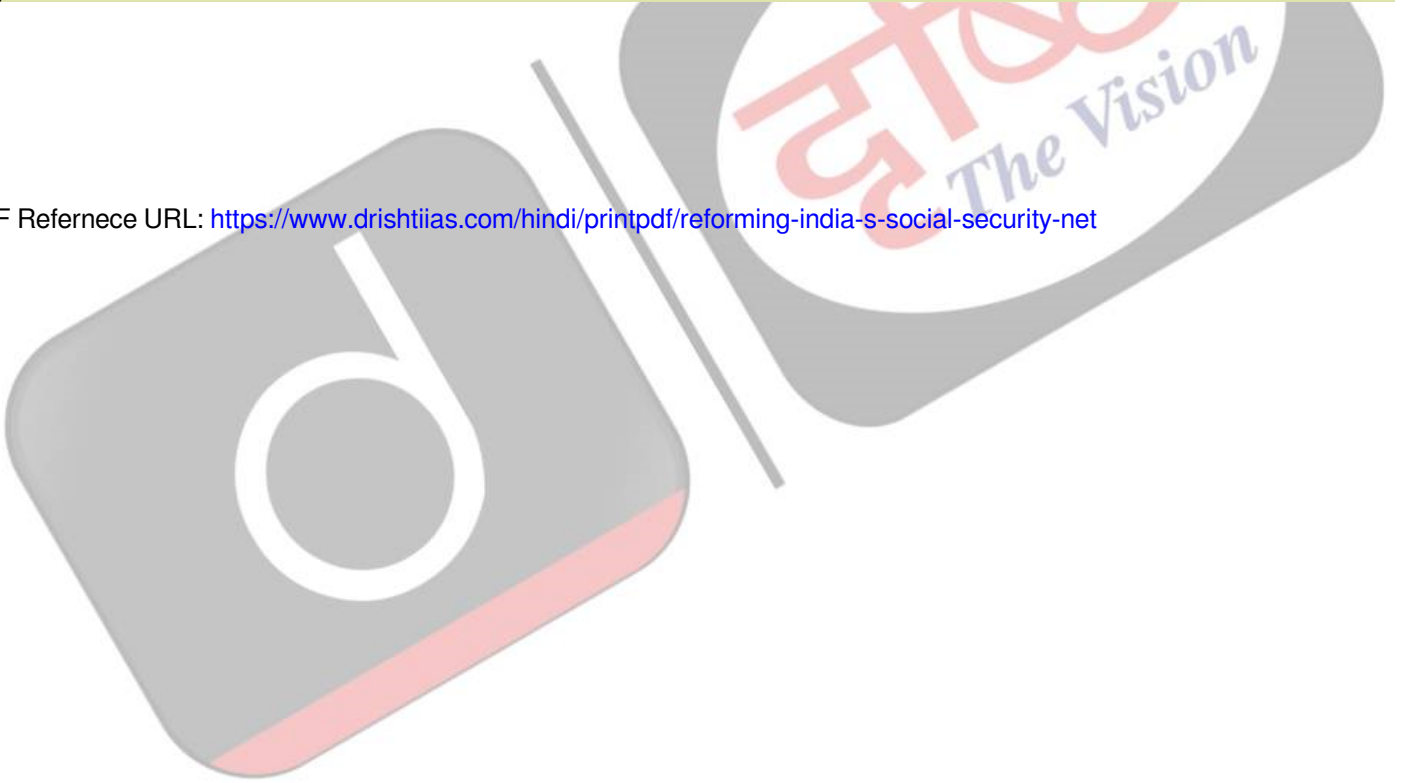 दृष्टि
The Vision
F Refernece URL: https://www.drishtiias.com/hindi/printpdf/reforming-india-s-social-security-net